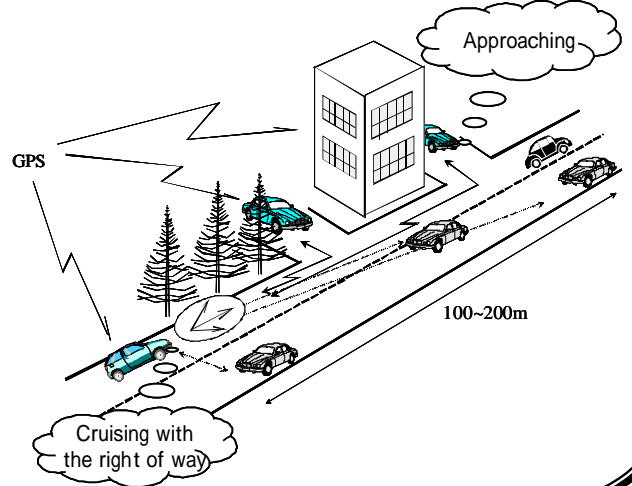 Approaching
GPS
100~200m
Cruising with
the right of way